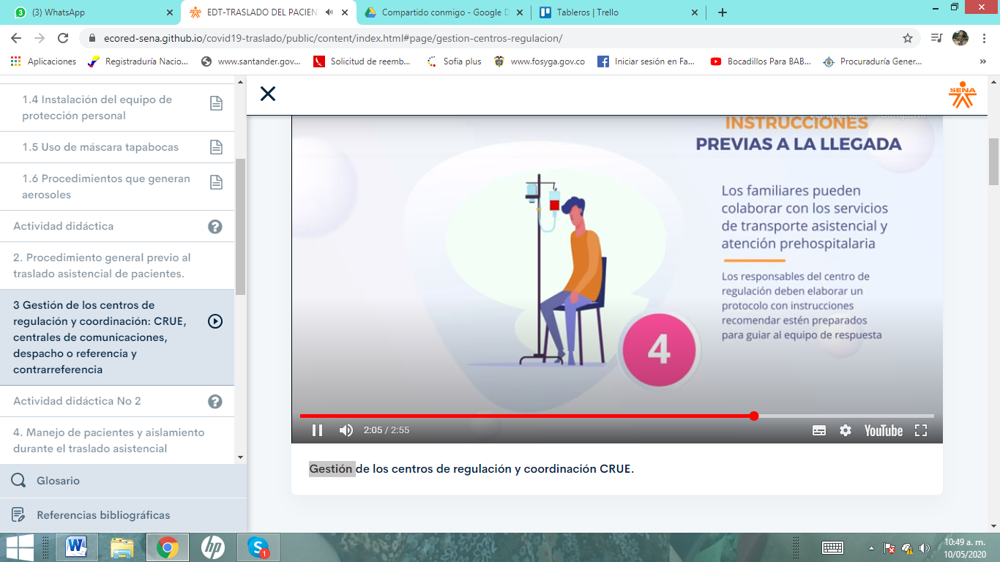 (3) WhatsApp
EDT-TRASLADO DEL PACIEN
Compartido conmigo - Google D
Tableros | Trello
ecored-sena.github.io/covid19-traslado/public/content/index.html#page/gestion-centros-regulacion/
Aplicaciones
Registraduría Nacio...
www.santander.gov...
Solicitud de reemb...
Sofia plus
www.fosyga.gov.co
Iniciar sesión en Fa...
Bocadillos Para BAB...
Procuraduría Gener...
»
1.4 Instalación del equipo de
protección personal
1.5 Uso de máscara tapabocas
1.6 Procedimientos que generan
aerosoles
Actividad didáctica
2. Procedimiento general previo al
traslado asistencial de pacientes.
3 Gestión de los centros de
regulación y coordinación: CRUE,
centrales de comunicaciones,
despacho o referencia y
contrarreferencia
Actividad didáctica No 2
4. Manejo de pacientes y aislamiento
durante el traslado asistencial
Glosario
Referencias bibliográficas
SENA
INSTRUCCIONES
PREVIAS A LA LLEGADA
Los familiares pueden
colaborar con los servicios
de transporte asistencial y
atención prehospitalaria
Los responsables del centro de
regulación deben elaborar un
protocolo con instrucciones
recomendar estén preparados
para guiar al equipo de respuesta
4
2:05 / 2:55
YouTube
Gestión de los centros de regulación y coordinación CRUE.
10:49 a. m.
10/05/2020